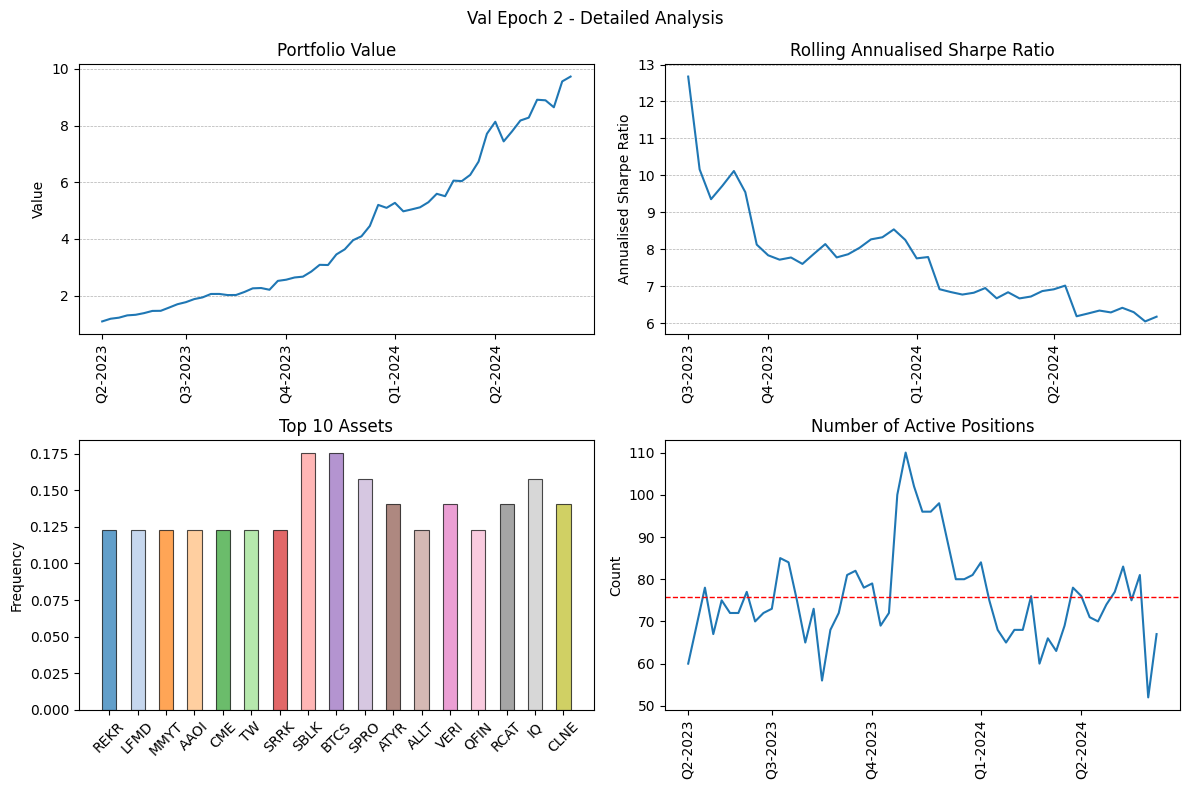 Val Epoch 2 - Detailed Analysis
Portfolio Value
Value
10
8
6
4
2
Q2-2023
Q3-2023
Q4-2023
Q1-2024
Q2-2024
Rolling Annualised Sharpe Ratio
Annualised Sharpe Ratio
13
12
11
10
9
8
7
6
Q3-2023
Q4-2023
Q1-2024
Q2-2024
Top 10 Assets
Frequency
0.175
0.150
0.125
0.100
0.075
0.050
0.025
0.000
REKR
LFMD
MMYT
AAOI
CME
TW
SRRK
SBLK
BTCS
SPRO
ATYR
ALLT
VERI
QFIN
RCAT
IQ
CLNE
Number of Active Positions
Count
110
100
90
80
70
60
50
Q2-2023
Q3-2023
Q4-2023
Q1-2024
Q2-2024